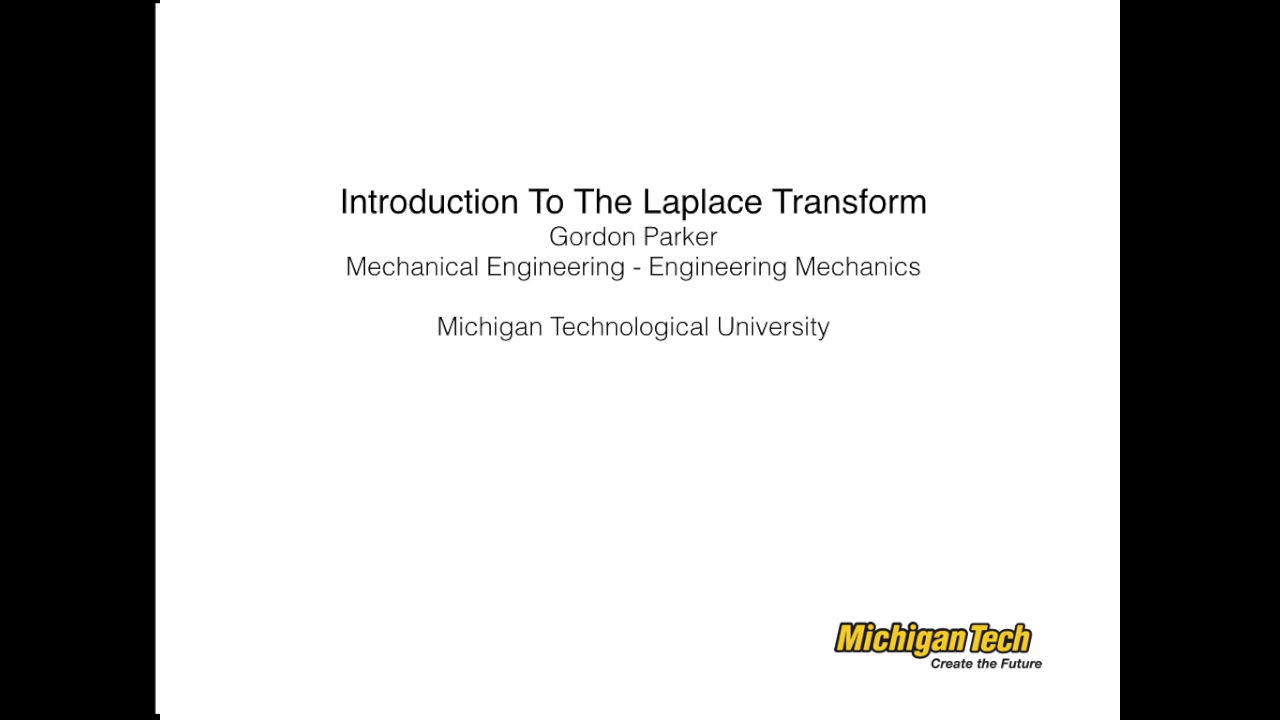 Introduction To The Laplace Transform
Gordon Parker
Mechanical Engineering - Engineering Mechanics
Michigan Technological University
Michigan Tech
Create the Future